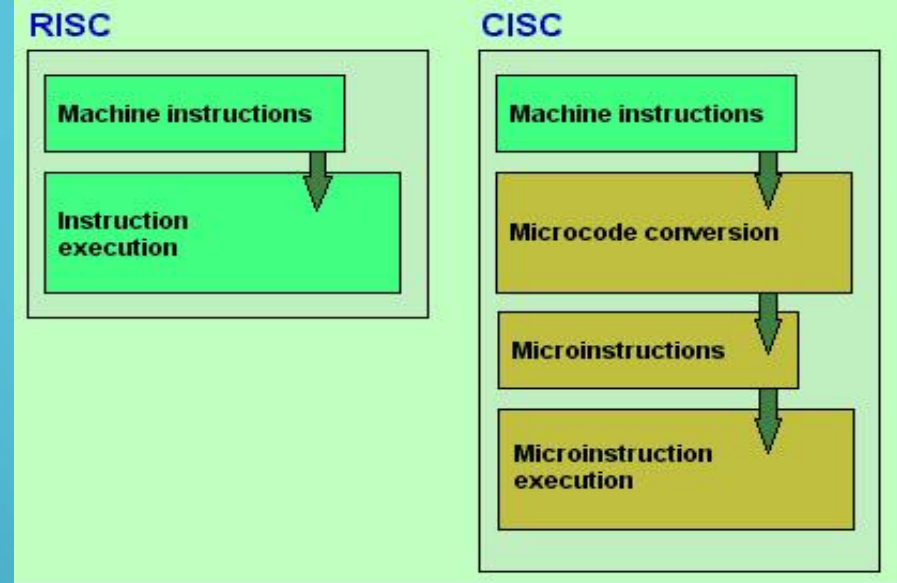 RISC
Machine instructions
Instruction
execution
CISC
Machine instructions
Microcode conversion
Microinstructions
Microinstruction
execution